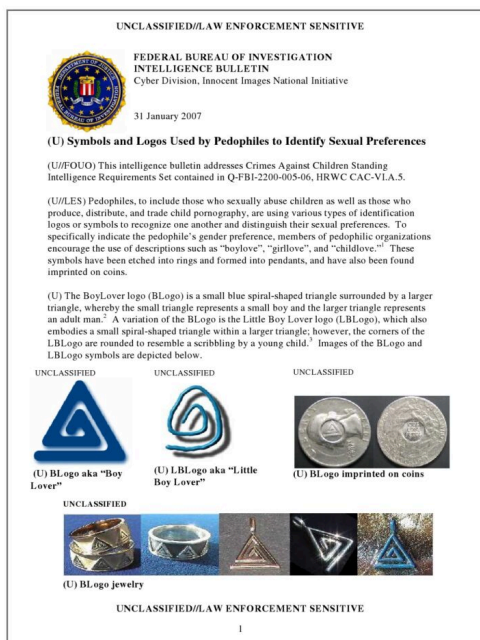 UNCLASSIFIED//LAW ENFORCEMENT SENSITIVE
FEDERAL BUREAU OF INVESTIGATION
INTELLIGENCE BULLETIN
Cyber Division, Innocent Images National Initiative
31 January 2007
(U) Symbols and Logos Used by Pedophiles to Identify Sexual Preferences
(U//FOUO) This intelligence bulletin addresses Crimes Against Children Standing
Intelligence Requirements Set contained in Q-FBI-2200-005-06, HRWC CAC-VI.A.5.
(U//LES) Pedophiles, to include those who sexually abuse children as well as those who
produce, distribute, and trade child pornography, are using various types of identification
logos or symbols to recognize one another and distinguish their sexual preferences. To
specifically indicate the pedophile's gender preference, members of pedophilic organizations
encourage the use of descriptions such as “boylove”, “girllove”, and “childlove.”1 These
symbols have been etched into rings and formed into pendants, and have also been found
imprinted on coins.
(U) The BoyLover logo (BLogo) is a small blue spiral-shaped triangle surrounded by a larger
triangle, whereby the small triangle represents a small boy and the larger triangle represents
an adult man.2 A variation of the BLogo is the Little Boy Lover logo (LBLogo), which also
embodies a small spiral-shaped triangle within a larger triangle; however, the corners of the
LBLogo are rounded to resemble a scribbling by a young child.3 Images of the BLogo and
LBLogo symbols are depicted below.
UNCLASSIFIED
UNCLASSIFIED
UNCLASSIFIED
(U) BLogo aka “Boy
Lover”
(U) LBLogo aka “Little
Boy Lover”
(U) BLogo imprinted on coins
UNCLASSIFIED
(U) BLogo jewelry
UNCLASSIFIED//LAW ENFORCEMENT SENSITIVE
1